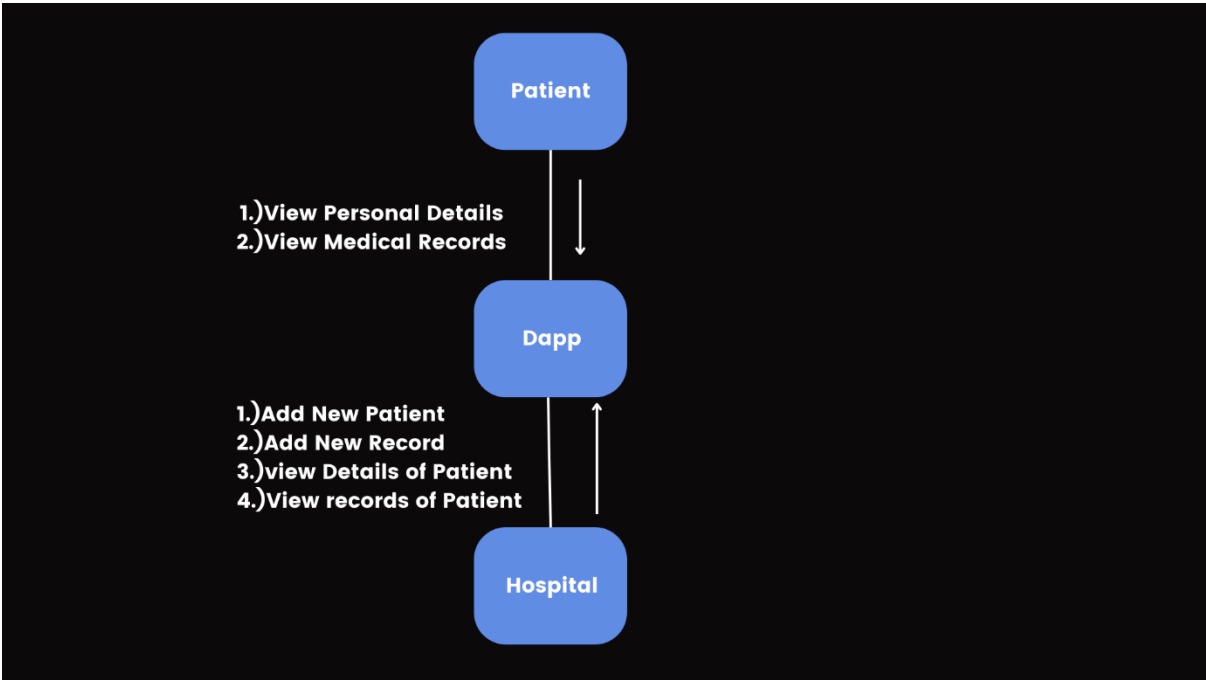 Patient
1.)View Personal Details
2.)View Medical Records
Dapp
1.)Add New Patient
2.)Add New Record
3.)view Details of Patient
4.)View records of Patient
Hospital